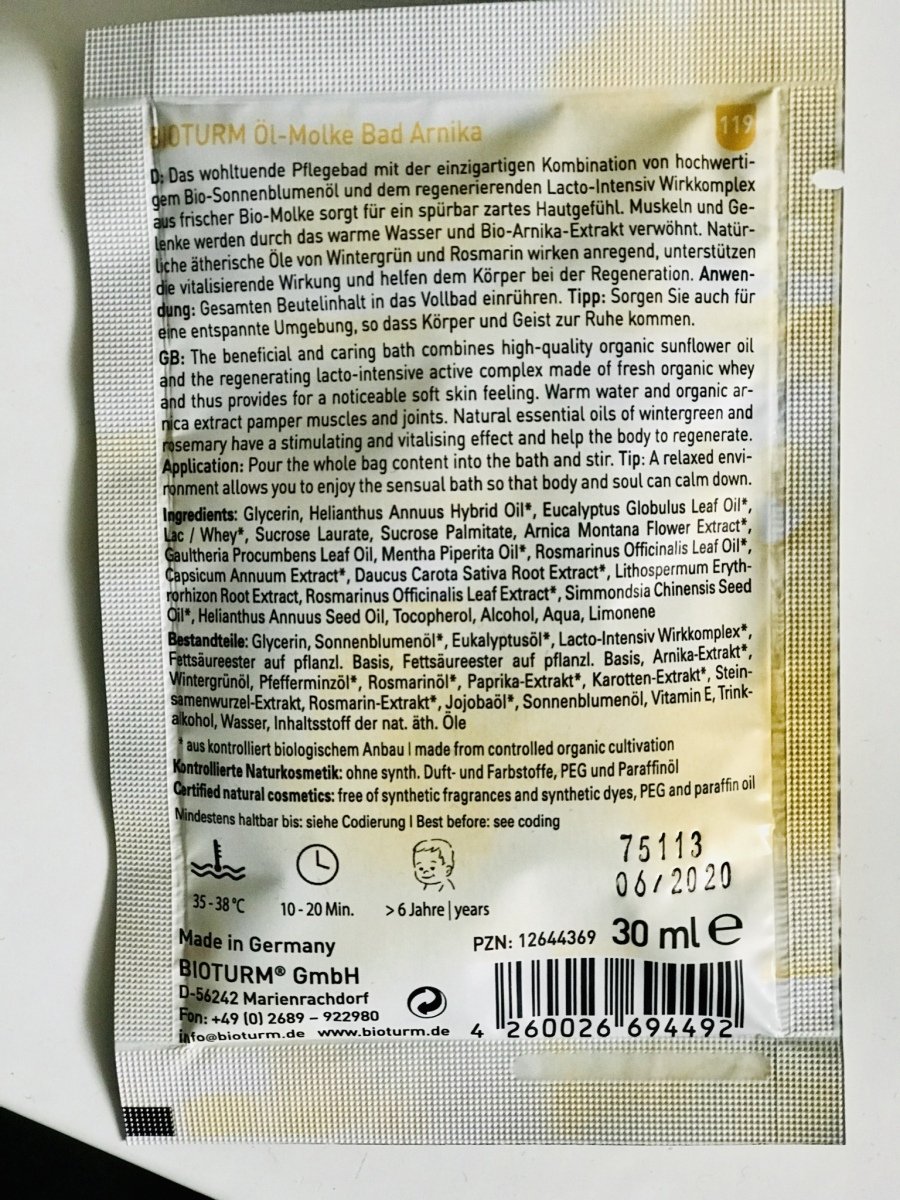 BIOTURM Öl-Molke Bad Arnika
119
D: Das wohltuende Pflegebad mit der einzigartigen Kombination von hochwerti-
gem Bio-Sonnenblumenöl und dem regenerierenden Lacto-Intensiv Wirkkomplex
aus frischer Bio-Molke sorgt für ein spürbar zartes Hautgefühl. Muskeln und Ge-
lenke werden durch das warme Wasser und Bio-Arnika-Extrakt verwöhnt. Natür-
liche ätherische Öle von Wintergrün und Rosmarin wirken anregend, unterstützen
die vitalisierende Wirkung und helfen dem Körper bei der Regeneration. Anwen-
dung: Gesamten Beutelinhalt in das Vollbad einrühren. Tipp: Sorgen Sie auch für
eine entspannte Umgebung, so dass Körper und Geist zur Ruhe kommen.
GB: The beneficial and caring bath combines high-quality organic sunflower oil
and the regenerating lacto-intensive active complex made of fresh organic whey
and thus provides for a noticeable soft skin feeling. Warm water and organic ar-
nica extract pamper muscles and joints. Natural essential oils of wintergreen and
rosemary have a stimulating and vitalising effect and help the body to regenerate.
Application: Pour the whole bag content into the bath and stir. Tip: A relaxed envi-
ronment allows you to enjoy the sensual bath so that body and soul can calm down.
Ingredients: Glycerin, Helianthus Annuus Hybrid Oil*, Eucalyptus Globulus Leaf Oil*,
Lac / Whey*, Sucrose Laurate, Sucrose Palmitate, Arnica Montana Flower Extract*,
Gaultheria Procumbens Leaf Oil, Mentha Piperita Oil*, Rosmarinus Officinalis Leaf Oil*,
Capsicum Annuum Extract*, Daucus Carota Sativa Root Extract*, Lithospermum Eryth-
rorhizon Root Extract, Rosmarinus Officinalis Leaf Extract*, Simmondsia Chinensis Seed
Oil*, Helianthus Annuus Seed Oil, Tocopherol, Alcohol, Aqua, Limonene
Bestandteile: Glycerin, Sonnenblumenöl*, Eukalyptusöl*, Lacto-Intensiv Wirkkomplex*,
Fettsäureester auf pflanzl. Basis, Fettsäureester auf pflanzl. Basis, Arnika-Extrakt*,
Wintergrünöl, Pfefferminzöl*, Rosmarinöl*, Paprika-Extrakt*, Karotten-Extrakt*, Stein-
samenwurzel-Extrakt, Rosmarin-Extrakt*, Jojobaöl*, Sonnenblumenöl, Vitamin E, Trink-
alkohol, Wasser, Inhaltsstoff der nat. äth. Öle
* aus kontrolliert biologischem Anbau | made from controlled organic cultivation
Kontrollierte Naturkosmetik: ohne synth. Duft- und Farbstoffe, PEG und Paraffinöl
Certified natural cosmetics: free of synthetic fragrances and synthetic dyes, PEG and paraffin oil
Mindestens haltbar bis: siehe Codierung | Best before: see coding
75113
06/2020
35-38°C
10-20 Min.
>6 Jahre|years
Made in Germany
PZN: 12644369
30 ml e
BIOTURM® GmbH
D-56242 Marienrachdorf
Fon: +49 (0) 2689 – 922980
info@bioturm.de www.bioturm.de
4 260026 694492